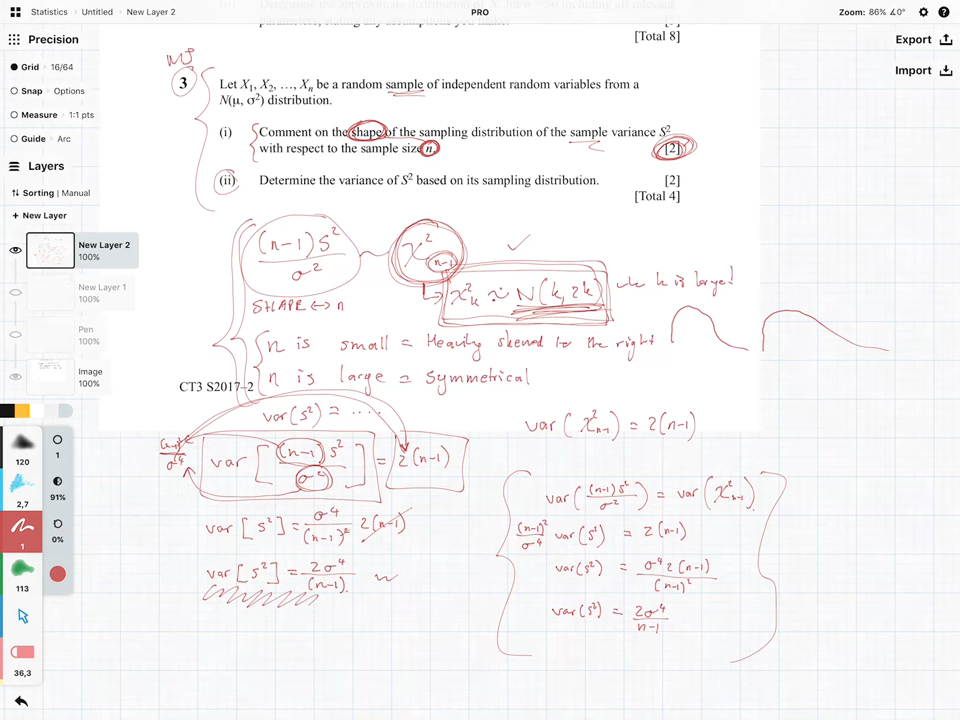 Statistics Untitled New Layer 2
PRO
Zoom: 86% ∠0°
Precision
Export
Import
Grid 16/64
Snap Options
Measure 1:1 pts
Guide Arc
Layers
Sorting | Manual
+ New Layer
New Layer 2
100%
New Layer 1
100%
Pen
100%
Image
100%
120
2,7
1
113
36,3
1
91%
0%
[Total 8]
3 Let X₁, X₂, …, Xₙ be a random sample of independent random variables from a
N(μ, σ²) distribution.
(i) Comment on the shape of the sampling distribution of the sample variance S²
with respect to the sample size n. [2]
(ii) Determine the variance of S² based on its sampling distribution. [2]
[Total 4]
(n-1)S²/σ² ~ χ²ₙ₋₁ ✓
↳ χ²ₖ ∻ N(k, 2k) when k is large!
SHAPE ↔ n
n is small = Heaving skewed to the right
n is large = symmetrical
CT3 S2017–2
var(s²) = ....
var(χ²ₙ₋₁) = 2(n-1)
(n-1)²/σ⁴
var[(n-1)s²/σ²] = 2(n-1)
var[s²] = σ⁴/(n-1)² 2(n-1)
var[s²] = 2σ⁴/(n-1)
var((n-1)s²/σ²) = var(χ²ₙ₋₁)
(n-1)²/σ⁴ var(s²) = 2(n-1)
var(s²) = σ⁴2(n-1)/(n-1)²
var(s²) = 2σ⁴/n-1